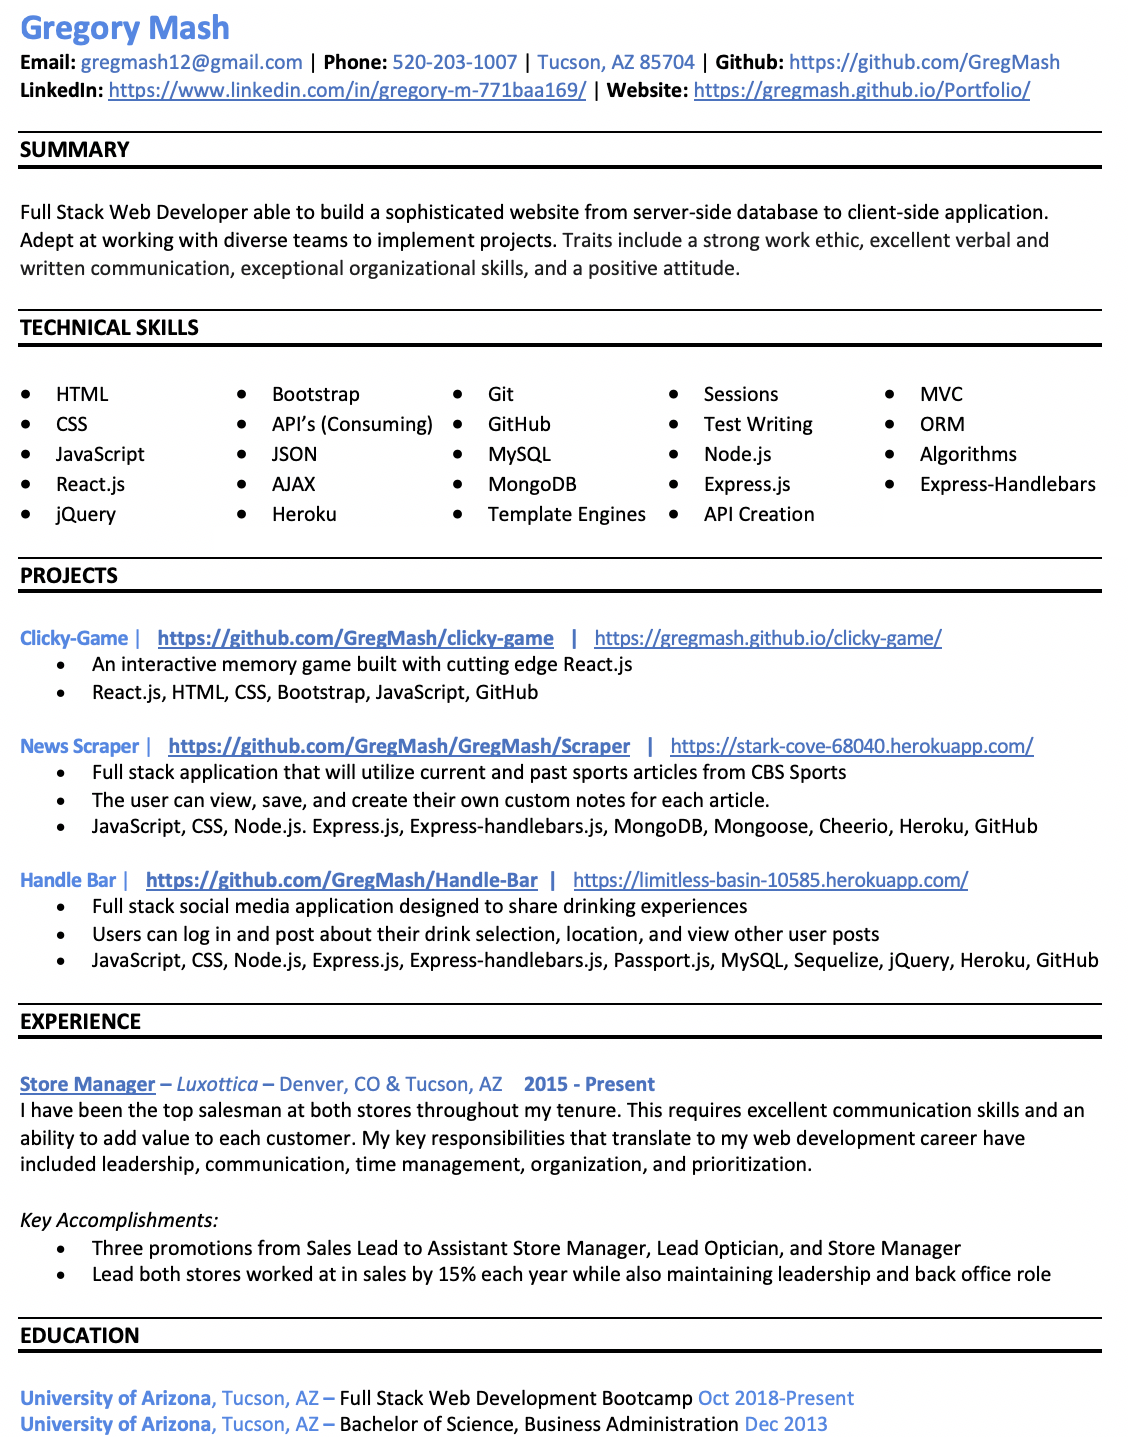 Gregory Mash
Email: gregmash12@gmail.com | Phone: 520-203-1007 | Tucson, AZ 85704 | Github: https://github.com/GregMash
LinkedIn: https://www.linkedin.com/in/gregory-m-771baa169/ | Website: https://gregmash.github.io/Portfolio/
SUMMARY
Full Stack Web Developer able to build a sophisticated website from server-side database to client-side application.
Adept at working with diverse teams to implement projects. Traits include a strong work ethic, excellent verbal and
written communication, exceptional organizational skills, and a positive attitude.
TECHNICAL SKILLS
• HTML • Bootstrap • Git • Sessions • MVC
• CSS • API’s (Consuming) • GitHub • Test Writing • ORM
• JavaScript • JSON • MySQL • Node.js • Algorithms
• React.js • AJAX • MongoDB • Express.js • Express-Handlebars
• jQuery • Heroku • Template Engines • API Creation
PROJECTS
Clicky-Game | https://github.com/GregMash/clicky-game | https://gregmash.github.io/clicky-game/
• An interactive memory game built with cutting edge React.js
• React.js, HTML, CSS, Bootstrap, JavaScript, GitHub
News Scraper | https://github.com/GregMash/GregMash/Scraper | https://stark-cove-68040.herokuapp.com/
• Full stack application that will utilize current and past sports articles from CBS Sports
• The user can view, save, and create their own custom notes for each article.
• JavaScript, CSS, Node.js. Express.js, Express-handlebars.js, MongoDB, Mongoose, Cheerio, Heroku, GitHub
Handle Bar | https://github.com/GregMash/Handle-Bar | https://limitless-basin-10585.herokuapp.com/
• Full stack social media application designed to share drinking experiences
• Users can log in and post about their drink selection, location, and view other user posts
• JavaScript, CSS, Node.js, Express.js, Express-handlebars.js, Passport.js, MySQL, Sequelize, jQuery, Heroku, GitHub
EXPERIENCE
Store Manager – Luxottica – Denver, CO & Tucson, AZ 2015 - Present
I have been the top salesman at both stores throughout my tenure. This requires excellent communication skills and an
ability to add value to each customer. My key responsibilities that translate to my web development career have
included leadership, communication, time management, organization, and prioritization.
Key Accomplishments:
• Three promotions from Sales Lead to Assistant Store Manager, Lead Optician, and Store Manager
• Lead both stores worked at in sales by 15% each year while also maintaining leadership and back office role
EDUCATION
University of Arizona, Tucson, AZ – Full Stack Web Development Bootcamp Oct 2018-Present
University of Arizona, Tucson, AZ – Bachelor of Science, Business Administration Dec 2013